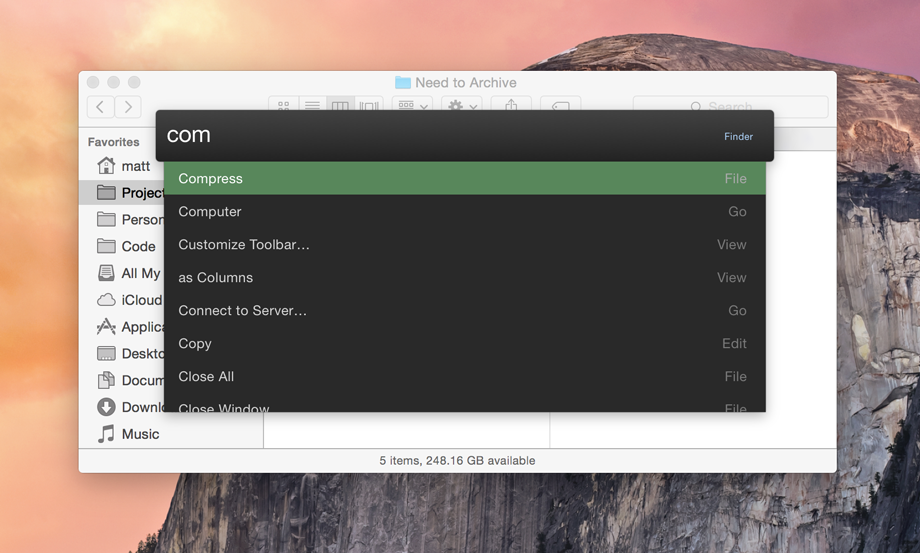 Need to Archive
Search
com
Finder
Favorites
matt
Compress File
Project
Computer Go
Person
Customize Toolbar… View
Code
as Columns View
All My
Connect to Server… Go
iCloud
Applica
Copy Edit
Deskto
Close All File
Docum
Close Window File
Downlo
Music
5 items, 248.16 GB available